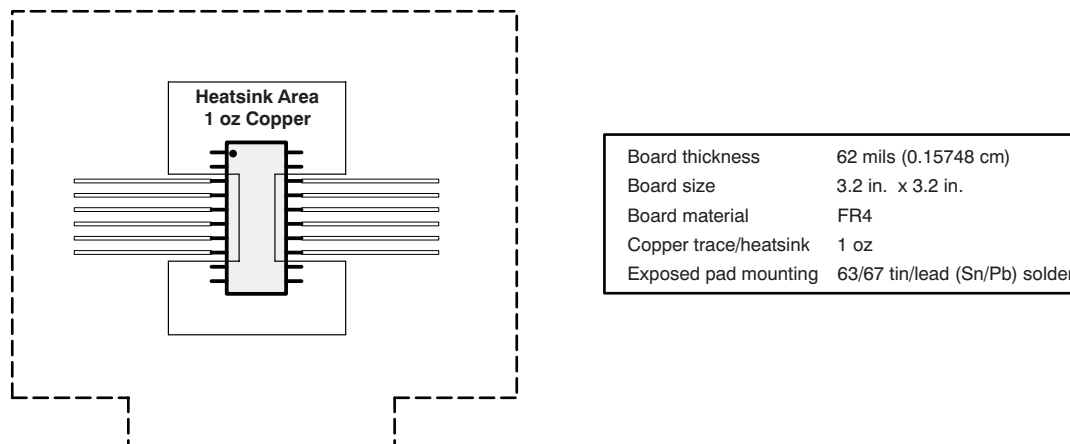 Heatsink Area
1 oz Copper
Board thickness 62 mils (0.15748 cm)
Board size 3.2 in. x 3.2 in.
Board material FR4
Copper trace/heatsink 1 oz
Exposed pad mounting 63/67 tin/lead (Sn/Pb) solder